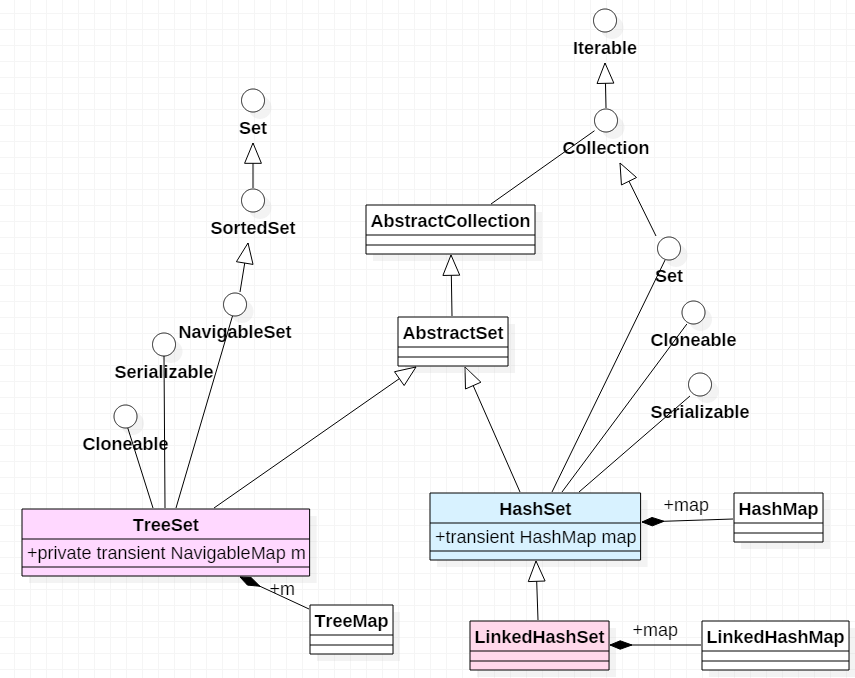 Iterable
Set
Collection
AbstractCollection
SortedSet
Set
NavigableSet
AbstractSet
Cloneable
Serializable
Serializable
Cloneable
HashSet
+transient HashMap map
+map
HashMap
TreeSet
+private transient NavigableMap m
+m
TreeMap
LinkedHashSet
+map
LinkedHashMap